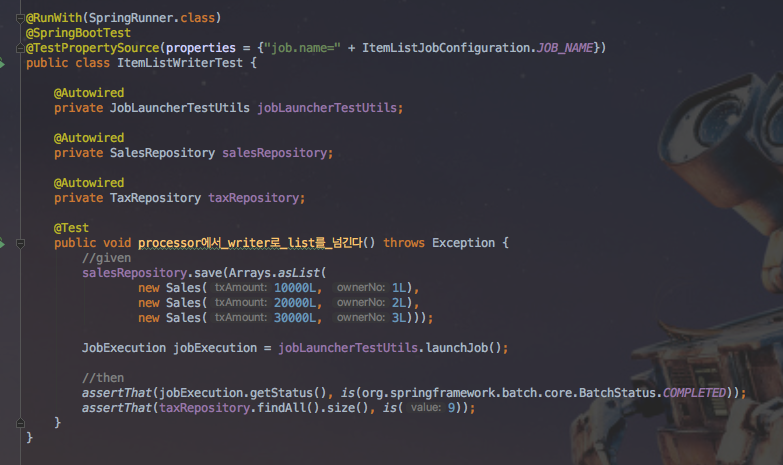 @RunWith(SpringRunner.class)
@SpringBootTest
@TestPropertySource(properties = {"job.name=" + ItemListJobConfiguration.JOB_NAME})
public class ItemListWriterTest {
@Autowired
private JobLauncherTestUtils jobLauncherTestUtils;
@Autowired
private SalesRepository salesRepository;
@Autowired
private TaxRepository taxRepository;
@Test
public void processor에서_writer로_list를_넘긴다() throws Exception {
//given
salesRepository.save(Arrays.asList(
new Sales( txAmount: 10000L, ownerNo: 1L),
new Sales( txAmount: 20000L, ownerNo: 2L),
new Sales( txAmount: 30000L, ownerNo: 3L)));
JobExecution jobExecution = jobLauncherTestUtils.launchJob();
//then
assertThat(jobExecution.getStatus(), is(org.springframework.batch.core.BatchStatus.COMPLETED));
assertThat(taxRepository.findAll().size(), is( value: 9));
}
}